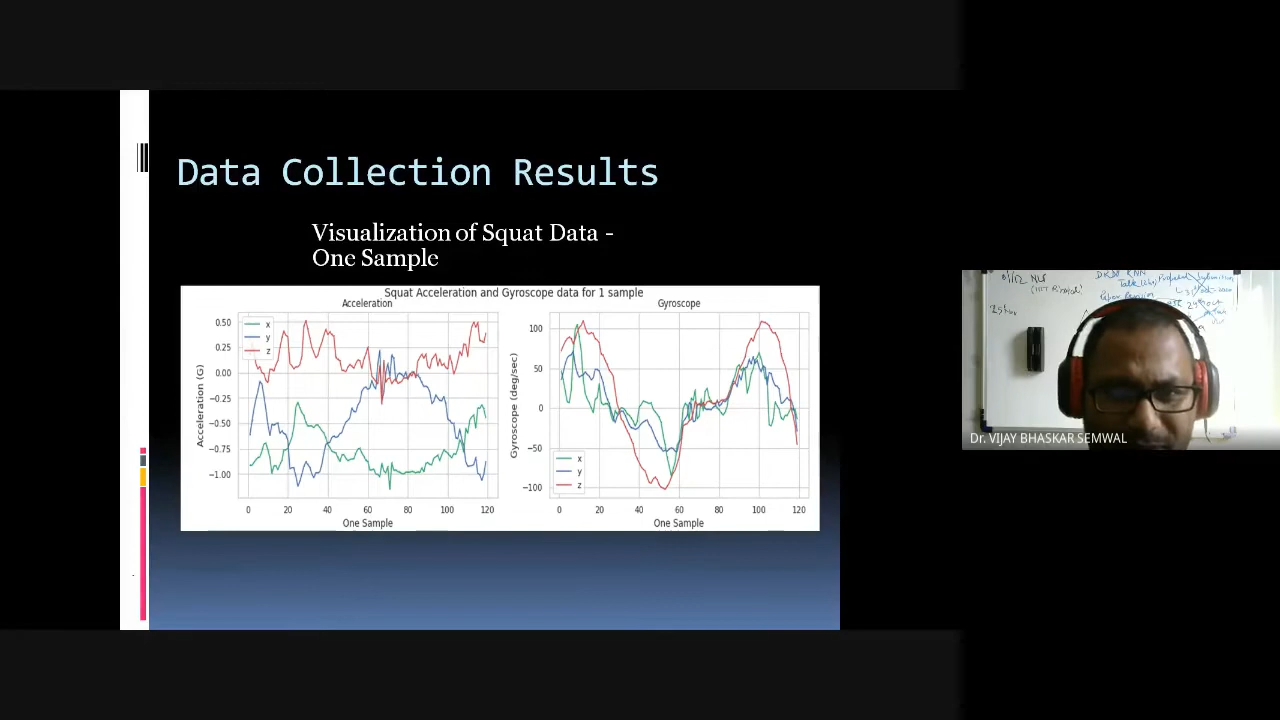 Data Collection Results
Visualization of Squat Data -
One Sample
Squat Acceleration and Gyroscope data for 1 sample
Acceleration
Gyroscope
x
y
z
Acceleration (G)
0.50
0.25
0.00
−0.25
−0.50
−0.75
−1.00
0 20 40 60 80 100 120
One Sample
Gyroscope (deg/sec)
100
50
0
−50
−100
x
y
z
0 20 40 60 80 100 120
One Sample
NLP
RNN
Dr. VIJAY BHASKAR SEMWAL